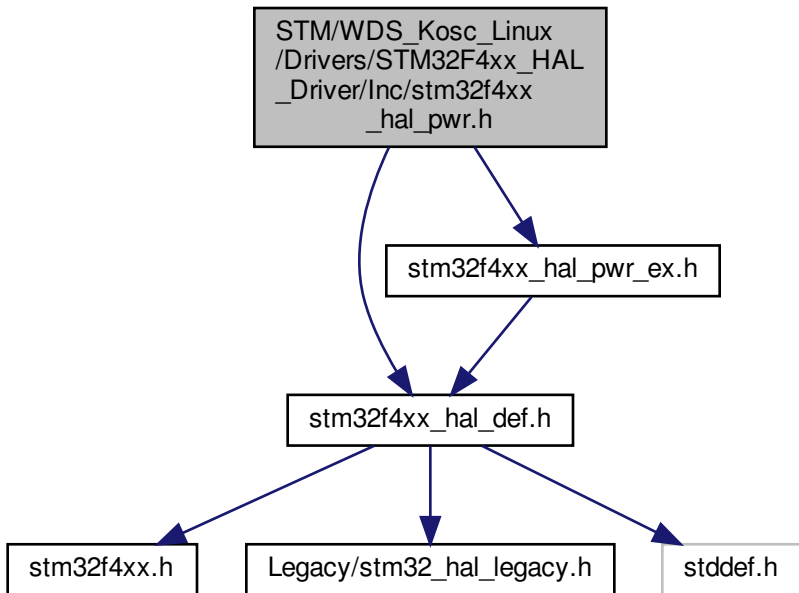 STM/WDS_Kosc_Linux
/Drivers/STM32F4xx_HAL
_Driver/Inc/stm32f4xx
_hal_pwr.h
stm32f4xx_hal_pwr_ex.h
stm32f4xx_hal_def.h
stm32f4xx.h
Legacy/stm32_hal_legacy.h
stddef.h